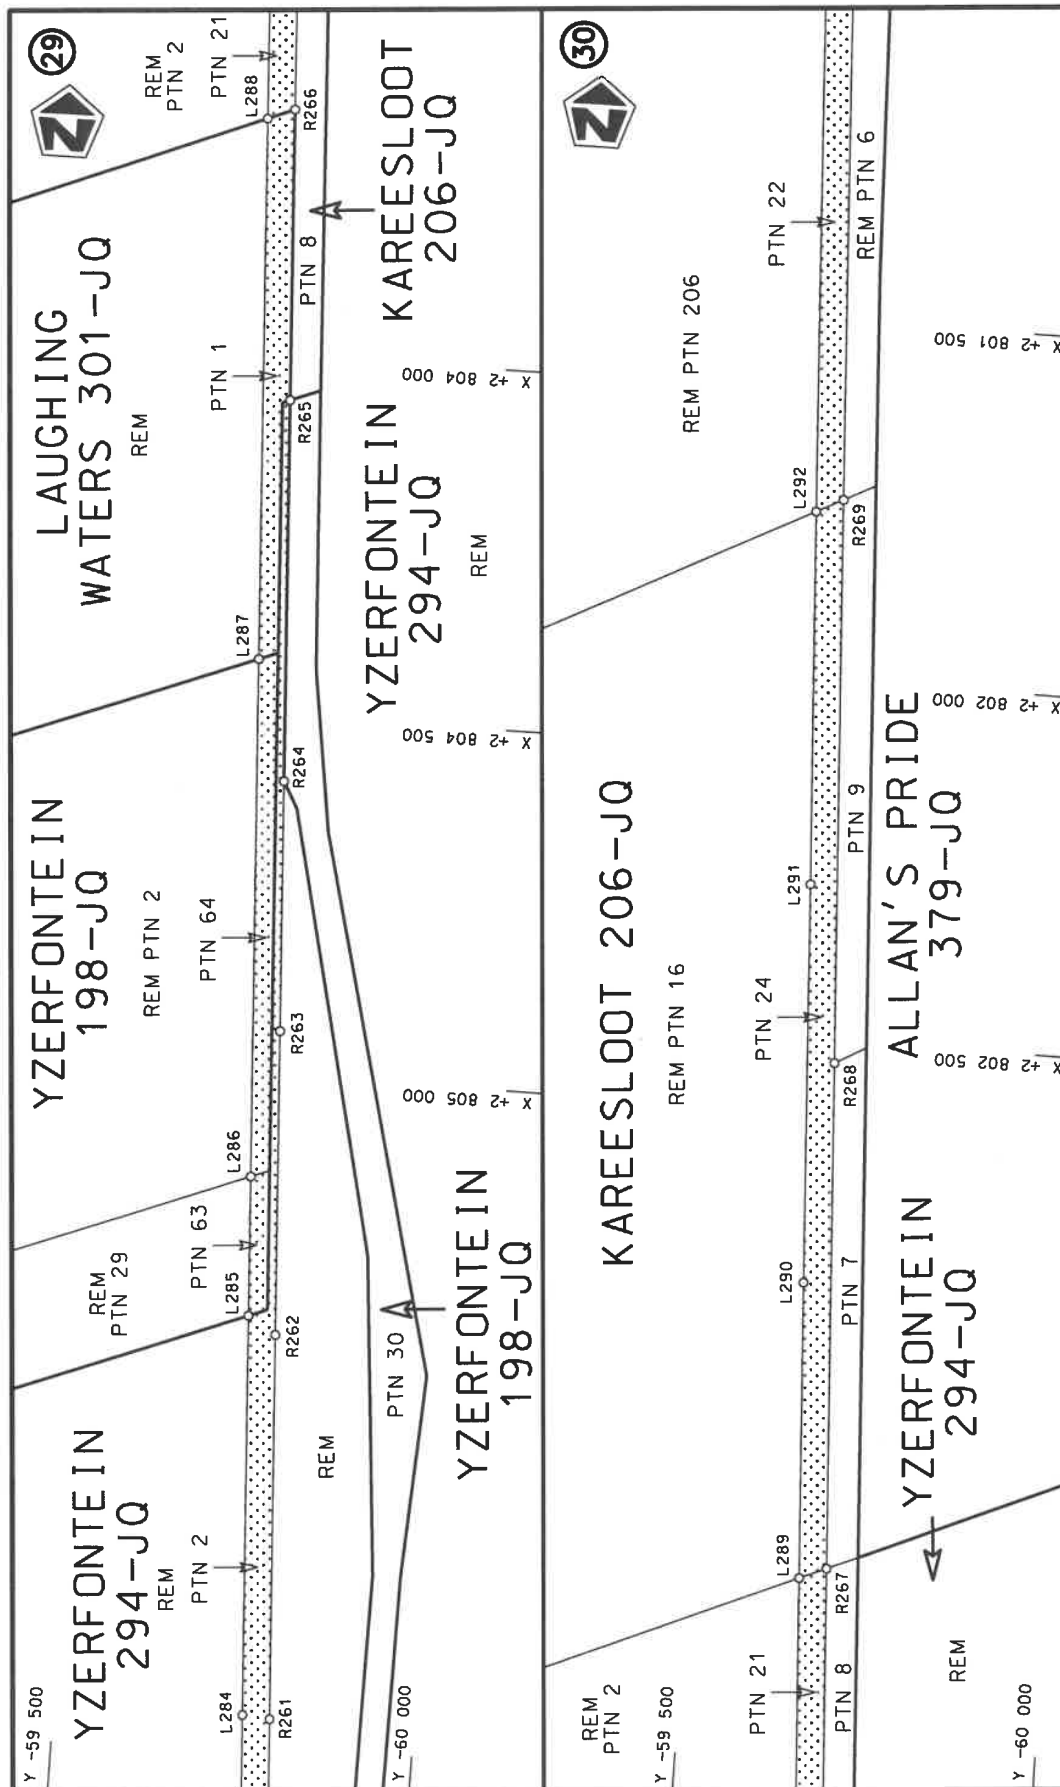 29
Z
LAUGHING
WATERS 301-JQ
REM
REM
PTN 2
PTN 21
L288
R266
PTN 1
PTN 8
KAREESLOOT
206-JQ
R265
X +2 804 000
YZERFONTEIN
294-JQ
REM
L287
R264
X +2 804 500
YZERFONTEIN
198-JQ
REM PTN 2
PTN 64
R263
X +2 805 000
L286
REM
PTN 29
PTN 63
L285
R262
PTN 30
YZERFONTEIN
198-JQ
REM
YZERFONTEIN
294-JQ
REM
PTN 2
L284
R261
Y -59 500
Y -60 000
30
Z
PTN 22
REM PTN 6
REM PTN 206
X +2 801 500
L292
R269
X +2 802 000
KAREESLOOT 206-JQ
REM PTN 16
L291
PTN 9
ALLAN'S PRIDE
379-JQ
PTN 24
R268
X +2 802 500
L290
PTN 7
YZERFONTEIN
294-JQ
L289
R267
REM
PTN 2
PTN 21
PTN 8
REM
Y -59 500
Y -60 000